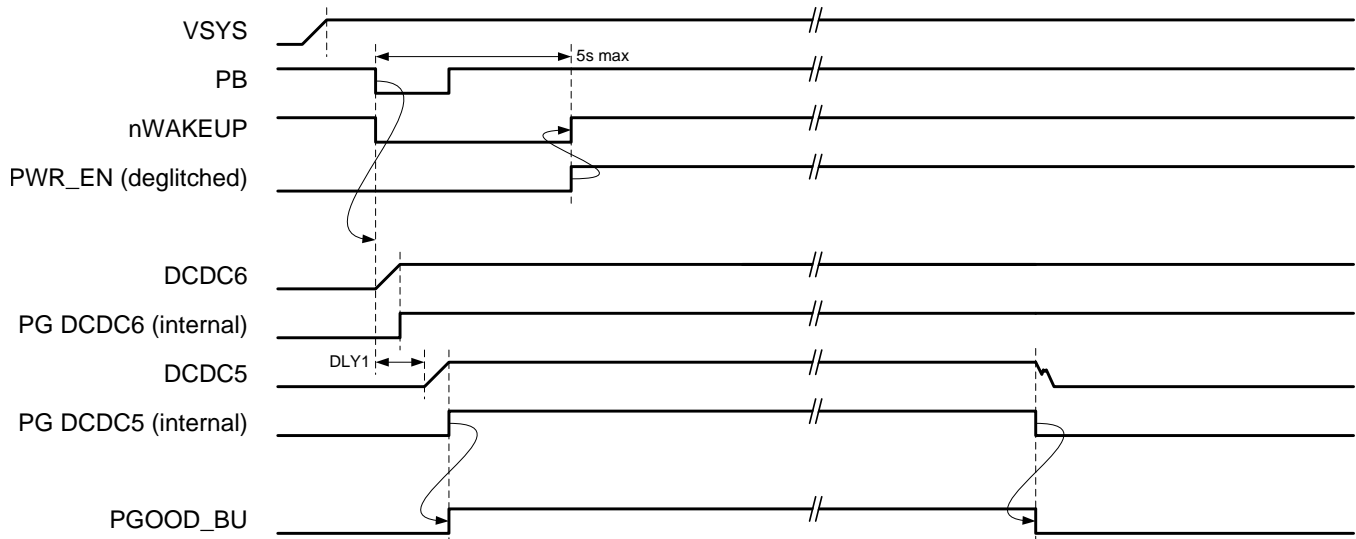 VSYS
5s max
PB
nWAKEUP
PWR_EN (deglitched)
DCDC6
PG DCDC6 (internal)
DLY1
DCDC5
PG DCDC5 (internal)
PGOOD_BU